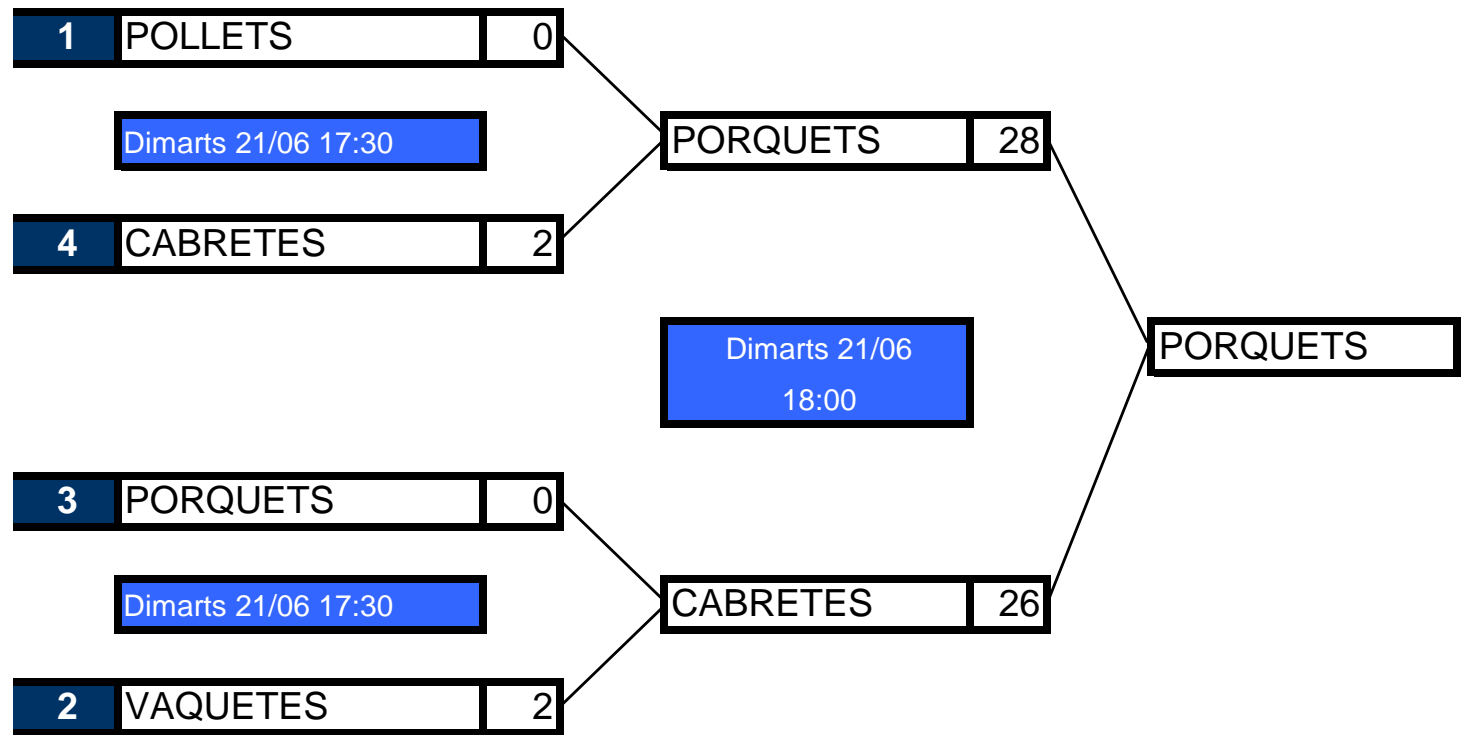 1 POLLETS 0
Dimarts 21/06 17:30
PORQUETS 28
4 CABRETES 2
Dimarts 21/06
18:00
PORQUETS
3 PORQUETS 0
Dimarts 21/06 17:30
CABRETES 26
2 VAQUETES 2